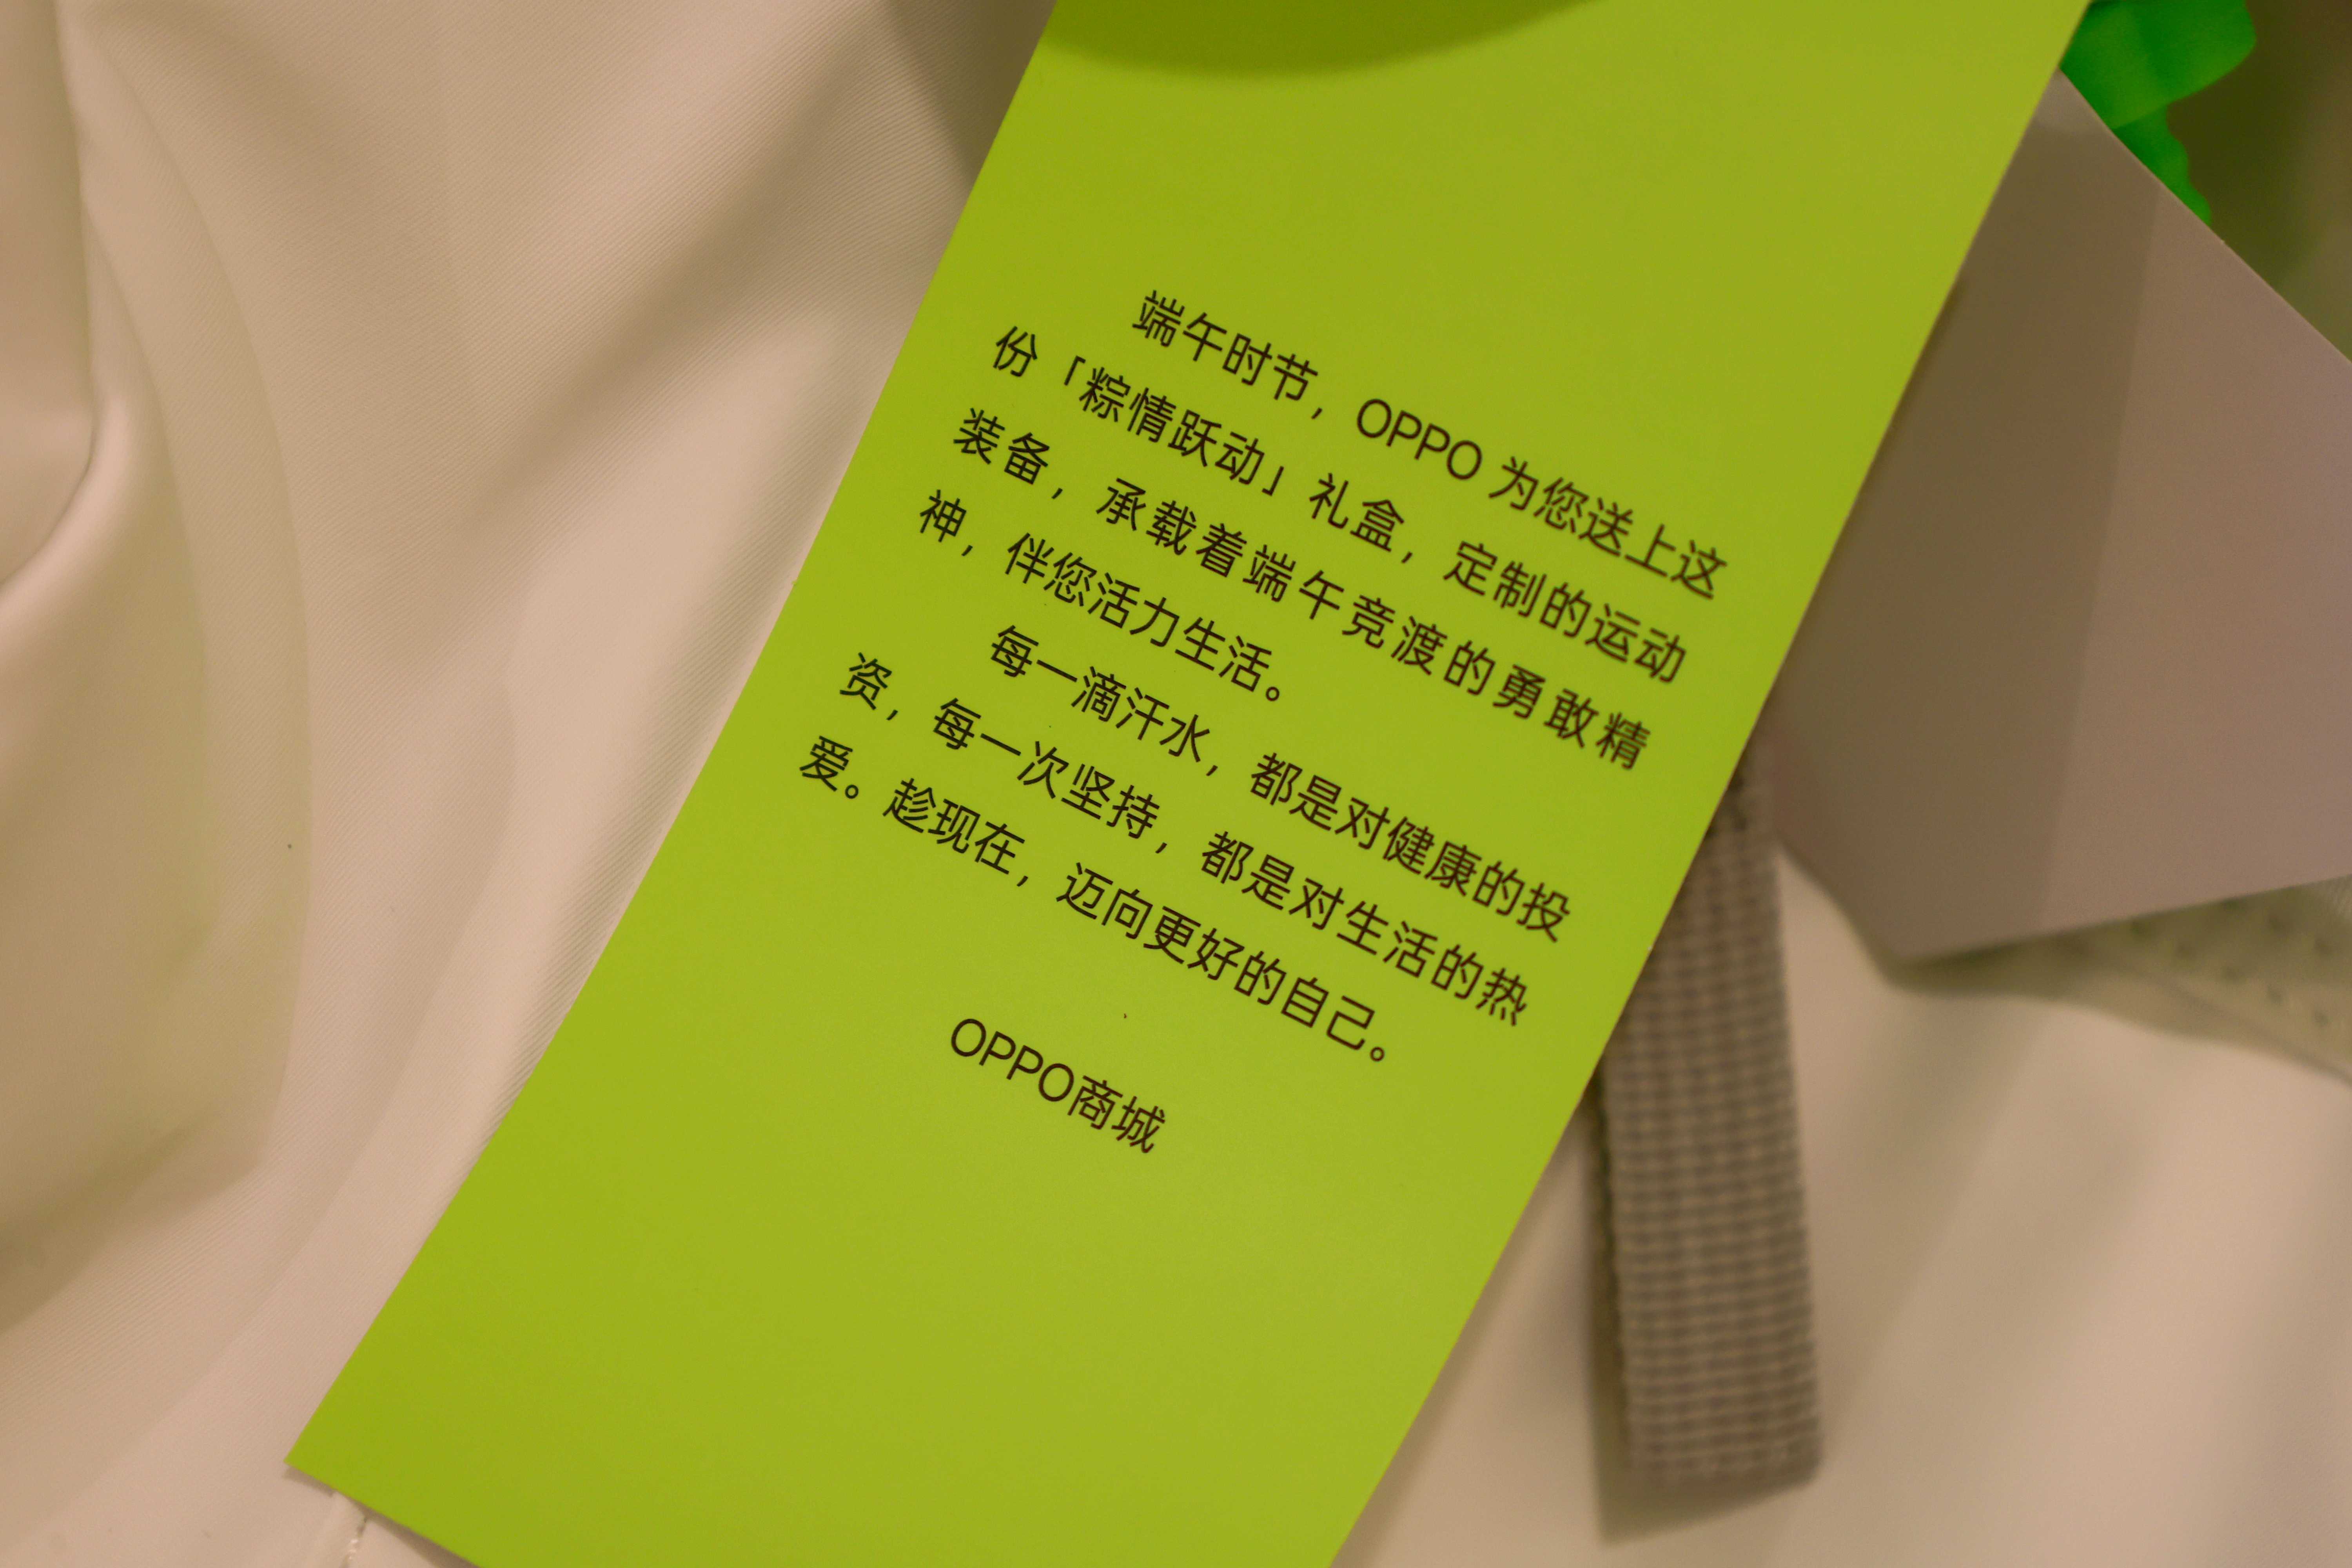 端午时节，OPPO 为您送上这
份「粽情跃动」礼盒，定制的运动
装备，承载着端午竞渡的勇敢精
神，伴您活力生活。
每一滴汗水，都是对健康的投
资，每一次坚持，都是对生活的热
爱。趁现在，迈向更好的自己。
OPPO商城